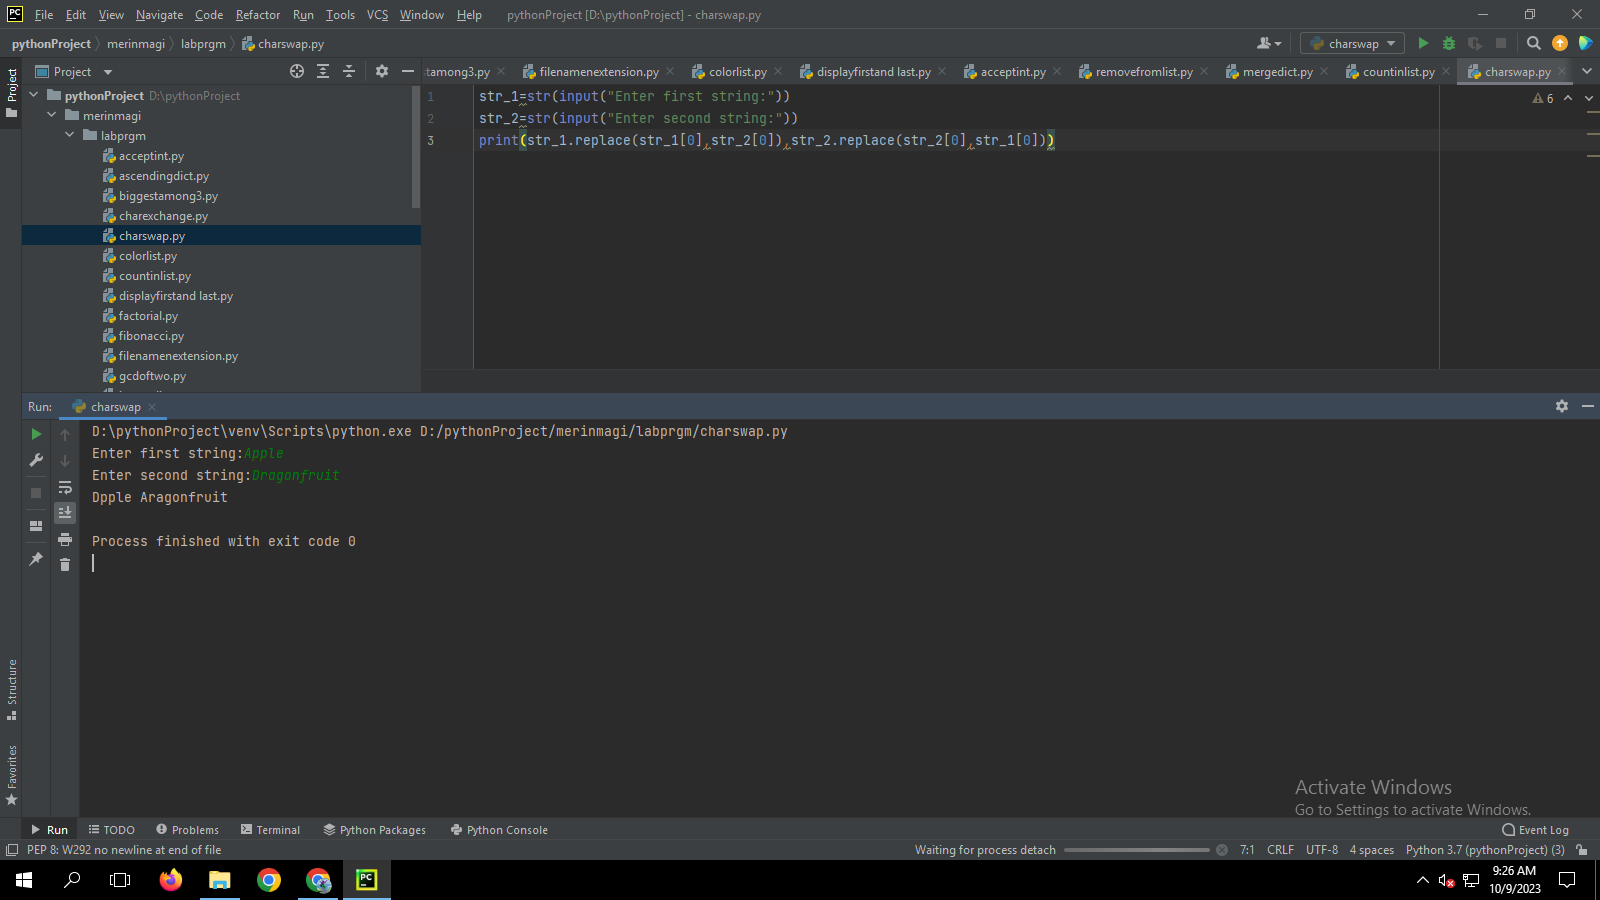 File Edit View Navigate Code Refactor Run Tools VCS Window Help pythonProject [D:\pythonProject] - charswap.py
pythonProject merinmagi labprgm charswap.py charswap
Project
Project
stamong3.py filenamenextension.py colorlist.py displayfirstand last.py acceptint.py removefromlist.py mergedict.py countinlist.py charswap.py
pythonProject D:\pythonProject
merinmagi
labprgm
acceptint.py
ascendingdict.py
biggestamong3.py
charexchange.py
charswap.py
colorlist.py
countinlist.py
displayfirstand last.py
factorial.py
fibonacci.py
filenamenextension.py
gcdoftwo.py
1 str_1=str(input("Enter first string:"))
2 str_2=str(input("Enter second string:"))
3 print(str_1.replace(str_1[0],str_2[0]),str_2.replace(str_2[0],str_1[0]))
6
Run: charswap
D:\pythonProject\venv\Scripts\python.exe D:/pythonProject/merinmagi/labprgm/charswap.py
Enter first string:Apple
Enter second string:Dragonfruit
Dpple Aragonfruit
Process finished with exit code 0
Structure
Favorites
Activate Windows
Go to Settings to activate Windows.
Run TODO Problems Terminal Python Packages Python Console Event Log
PEP 8: W292 no newline at end of file Waiting for process detach 7:1 CRLF UTF-8 4 spaces Python 3.7 (pythonProject) (3)
9:26 AM
10/9/2023